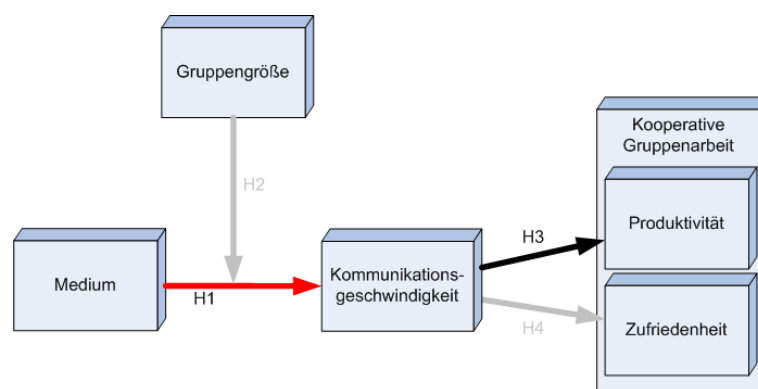 Gruppengröße
Kooperative
Gruppenarbeit
H2
Produktivität
H3
Medium
H1
Kommunikations-
geschwindigkeit
H4
Zufriedenheit